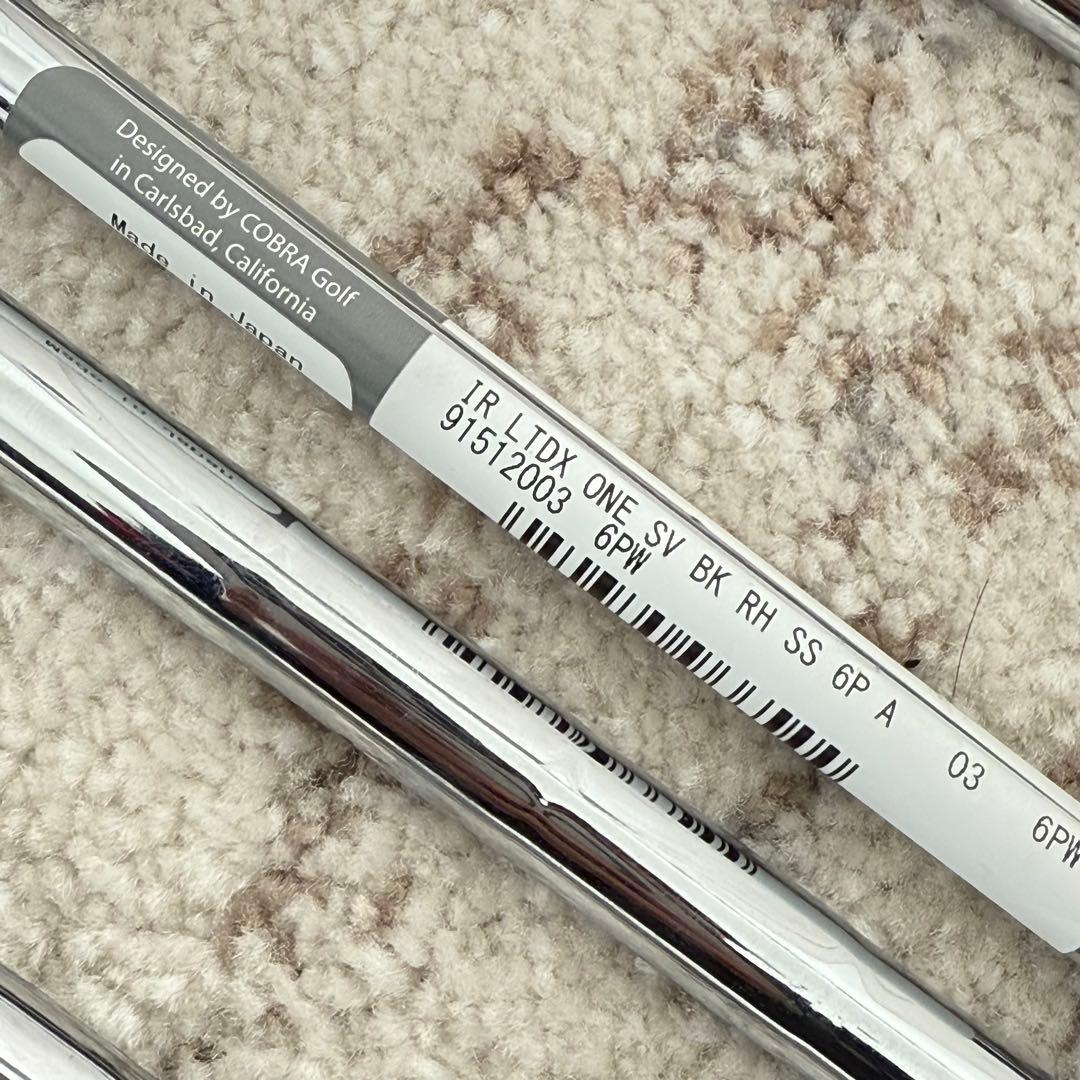 Designed by COBRA Golf
in Carlsbad, California
Made in Japan
IR LTDX ONE SV BK RH SS 6P A 03 6PW
91512003 6PW